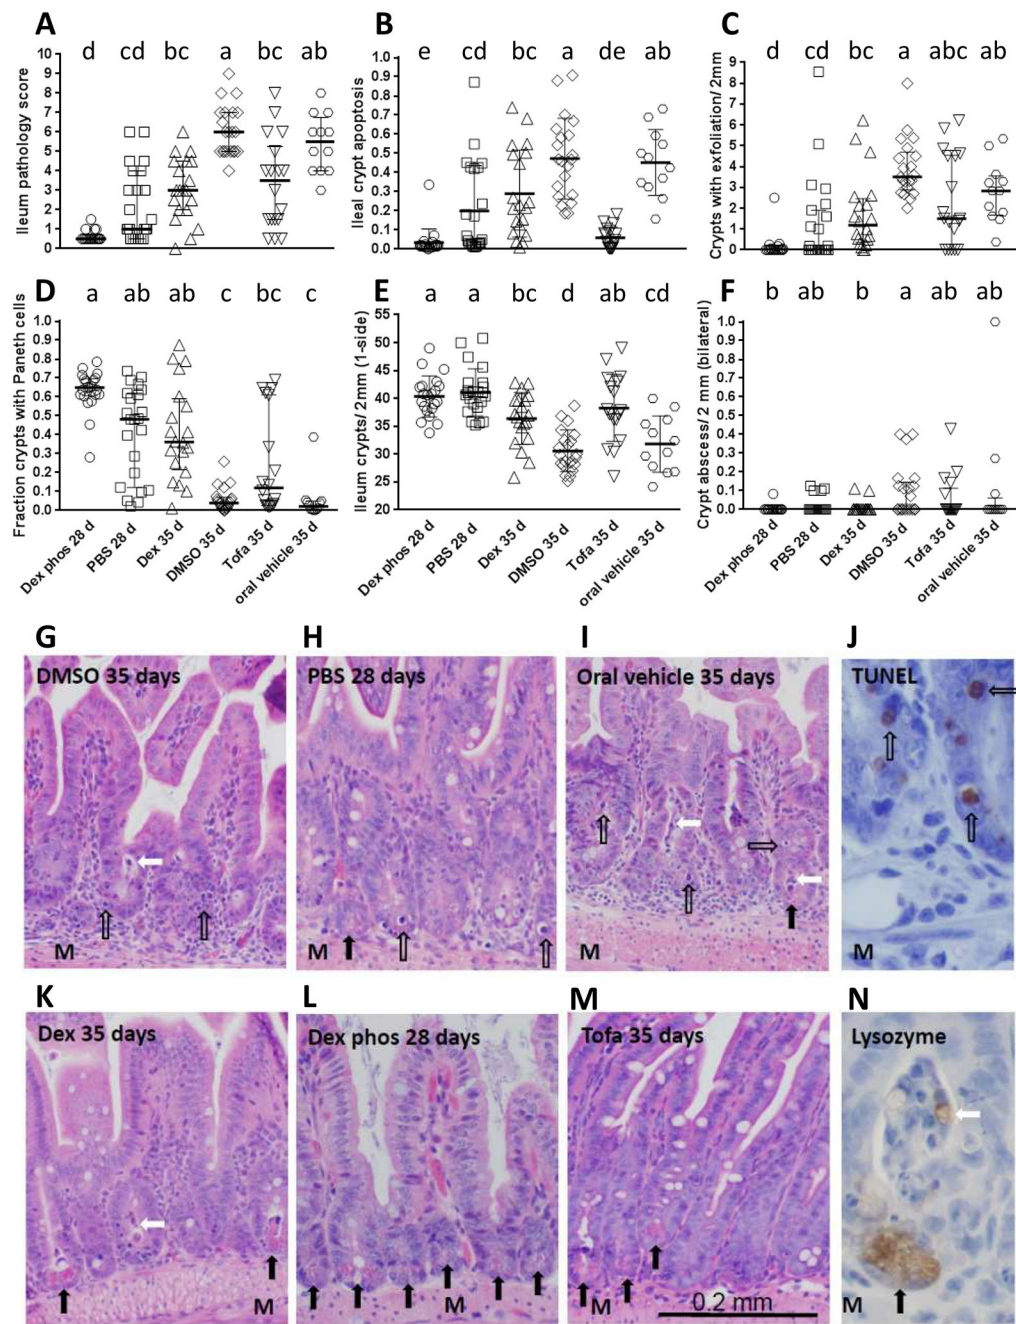 A B C
d cd bc a bc ab
e cd bc a de ab
d cd bc a abc ab
Ileum pathology score
10
9
8
7
6
5
4
3
2
1
0
Ileal crypt apoptosis
1.0
0.9
0.8
0.7
0.6
0.5
0.4
0.3
0.2
0.1
0.0
Crypts with exfoliation/ 2mm
9
8
7
6
5
4
3
2
1
0
D E F
a ab ab c bc c
a a bc d ab cd
b ab b a ab ab
Fraction crypts with Paneth cells
1.0
0.9
0.8
0.7
0.6
0.5
0.4
0.3
0.2
0.1
0.0
Ileum crypts/ 2mm (1-side)
55
50
45
40
35
30
25
20
Crypt abscess/ 2 mm (bilateral)
1.0
0.9
0.8
0.7
0.6
0.5
0.4
0.3
0.2
0.1
0.0
Dex phos 28 d
PBS 28 d
Dex 35 d
DMSO 35 d
Tofa 35 d
oral vehicle 35 d
Dex phos 28 d
PBS 28 d
Dex 35 d
DMSO 35 d
Tofa 35 d
oral vehicle 35 d
Dex phos 28 d
PBS 28 d
Dex 35 d
DMSO 35 d
Tofa 35 d
oral vehicle 35 d
G H I J
DMSO 35 days
PBS 28 days
Oral vehicle 35 days
TUNEL
M M M M
K L M N
Dex 35 days
Dex phos 28 days
Tofa 35 days
Lysozyme
M M M M
0.2 mm